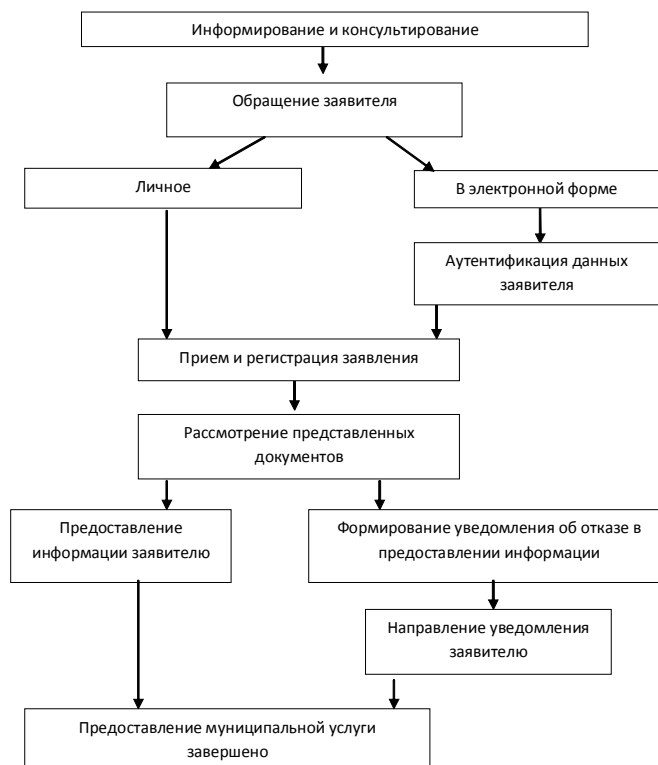 Информирование и консультирование
Обращение заявителя
Личное
В электронной форме
Аутентификация данных
заявителя
Прием и регистрация заявления
Рассмотрение представленных
документов
Предоставление
информации заявителю
Формирование уведомления об отказе в
предоставлении информации
Направление уведомления
заявителю
Предоставление муниципальной услуги
завершено